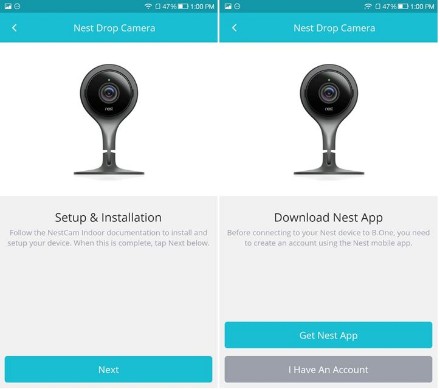 47% 1:00 PM
Nest Drop Camera
nest
Setup & Installation
Follow the NestCam Indoor documentation to install and
setup your device. When this is complete, tap Next below.
Next
47% 1:00 PM
Nest Drop Camera
nest
Download Nest App
Before connecting to your Nest device to B.One, you need
to create an account using the Nest mobile app.
Get Nest App
I Have An Account